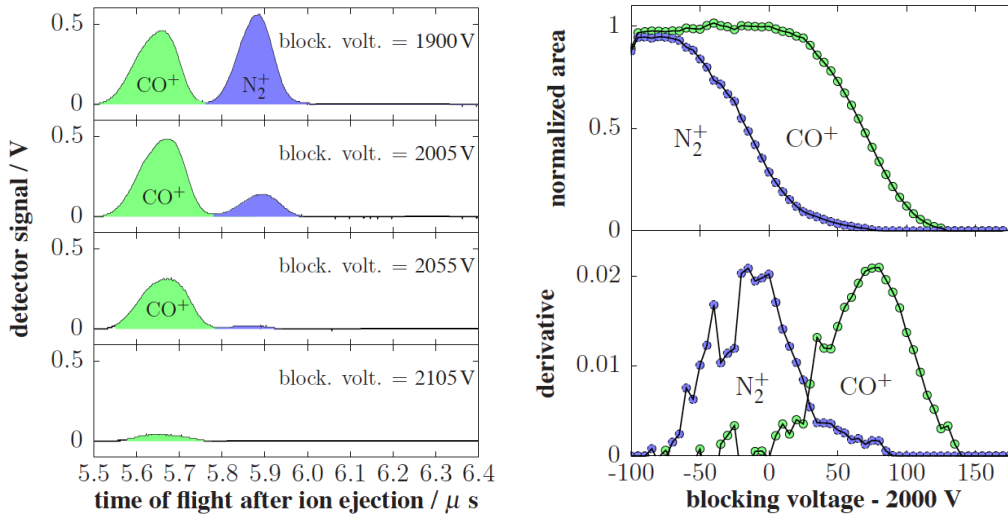 0.5
0
CO+
N2+
block. volt. = 1900 V
0.5
0
CO+
block. volt. = 2005 V
0.5
0
CO+
block. volt. = 2055 V
0.5
0
block. volt. = 2105 V
5.5 5.6 5.7 5.8 5.9 6.0 6.1 6.2 6.3 6.4
time of flight after ion ejection / μ s
detector signal / V
1
0.5
0
N2+ CO+
normalized area
0.02
0.01
0
N2+ CO+
derivative
-100 -50 0 50 100 150
blocking voltage - 2000 V